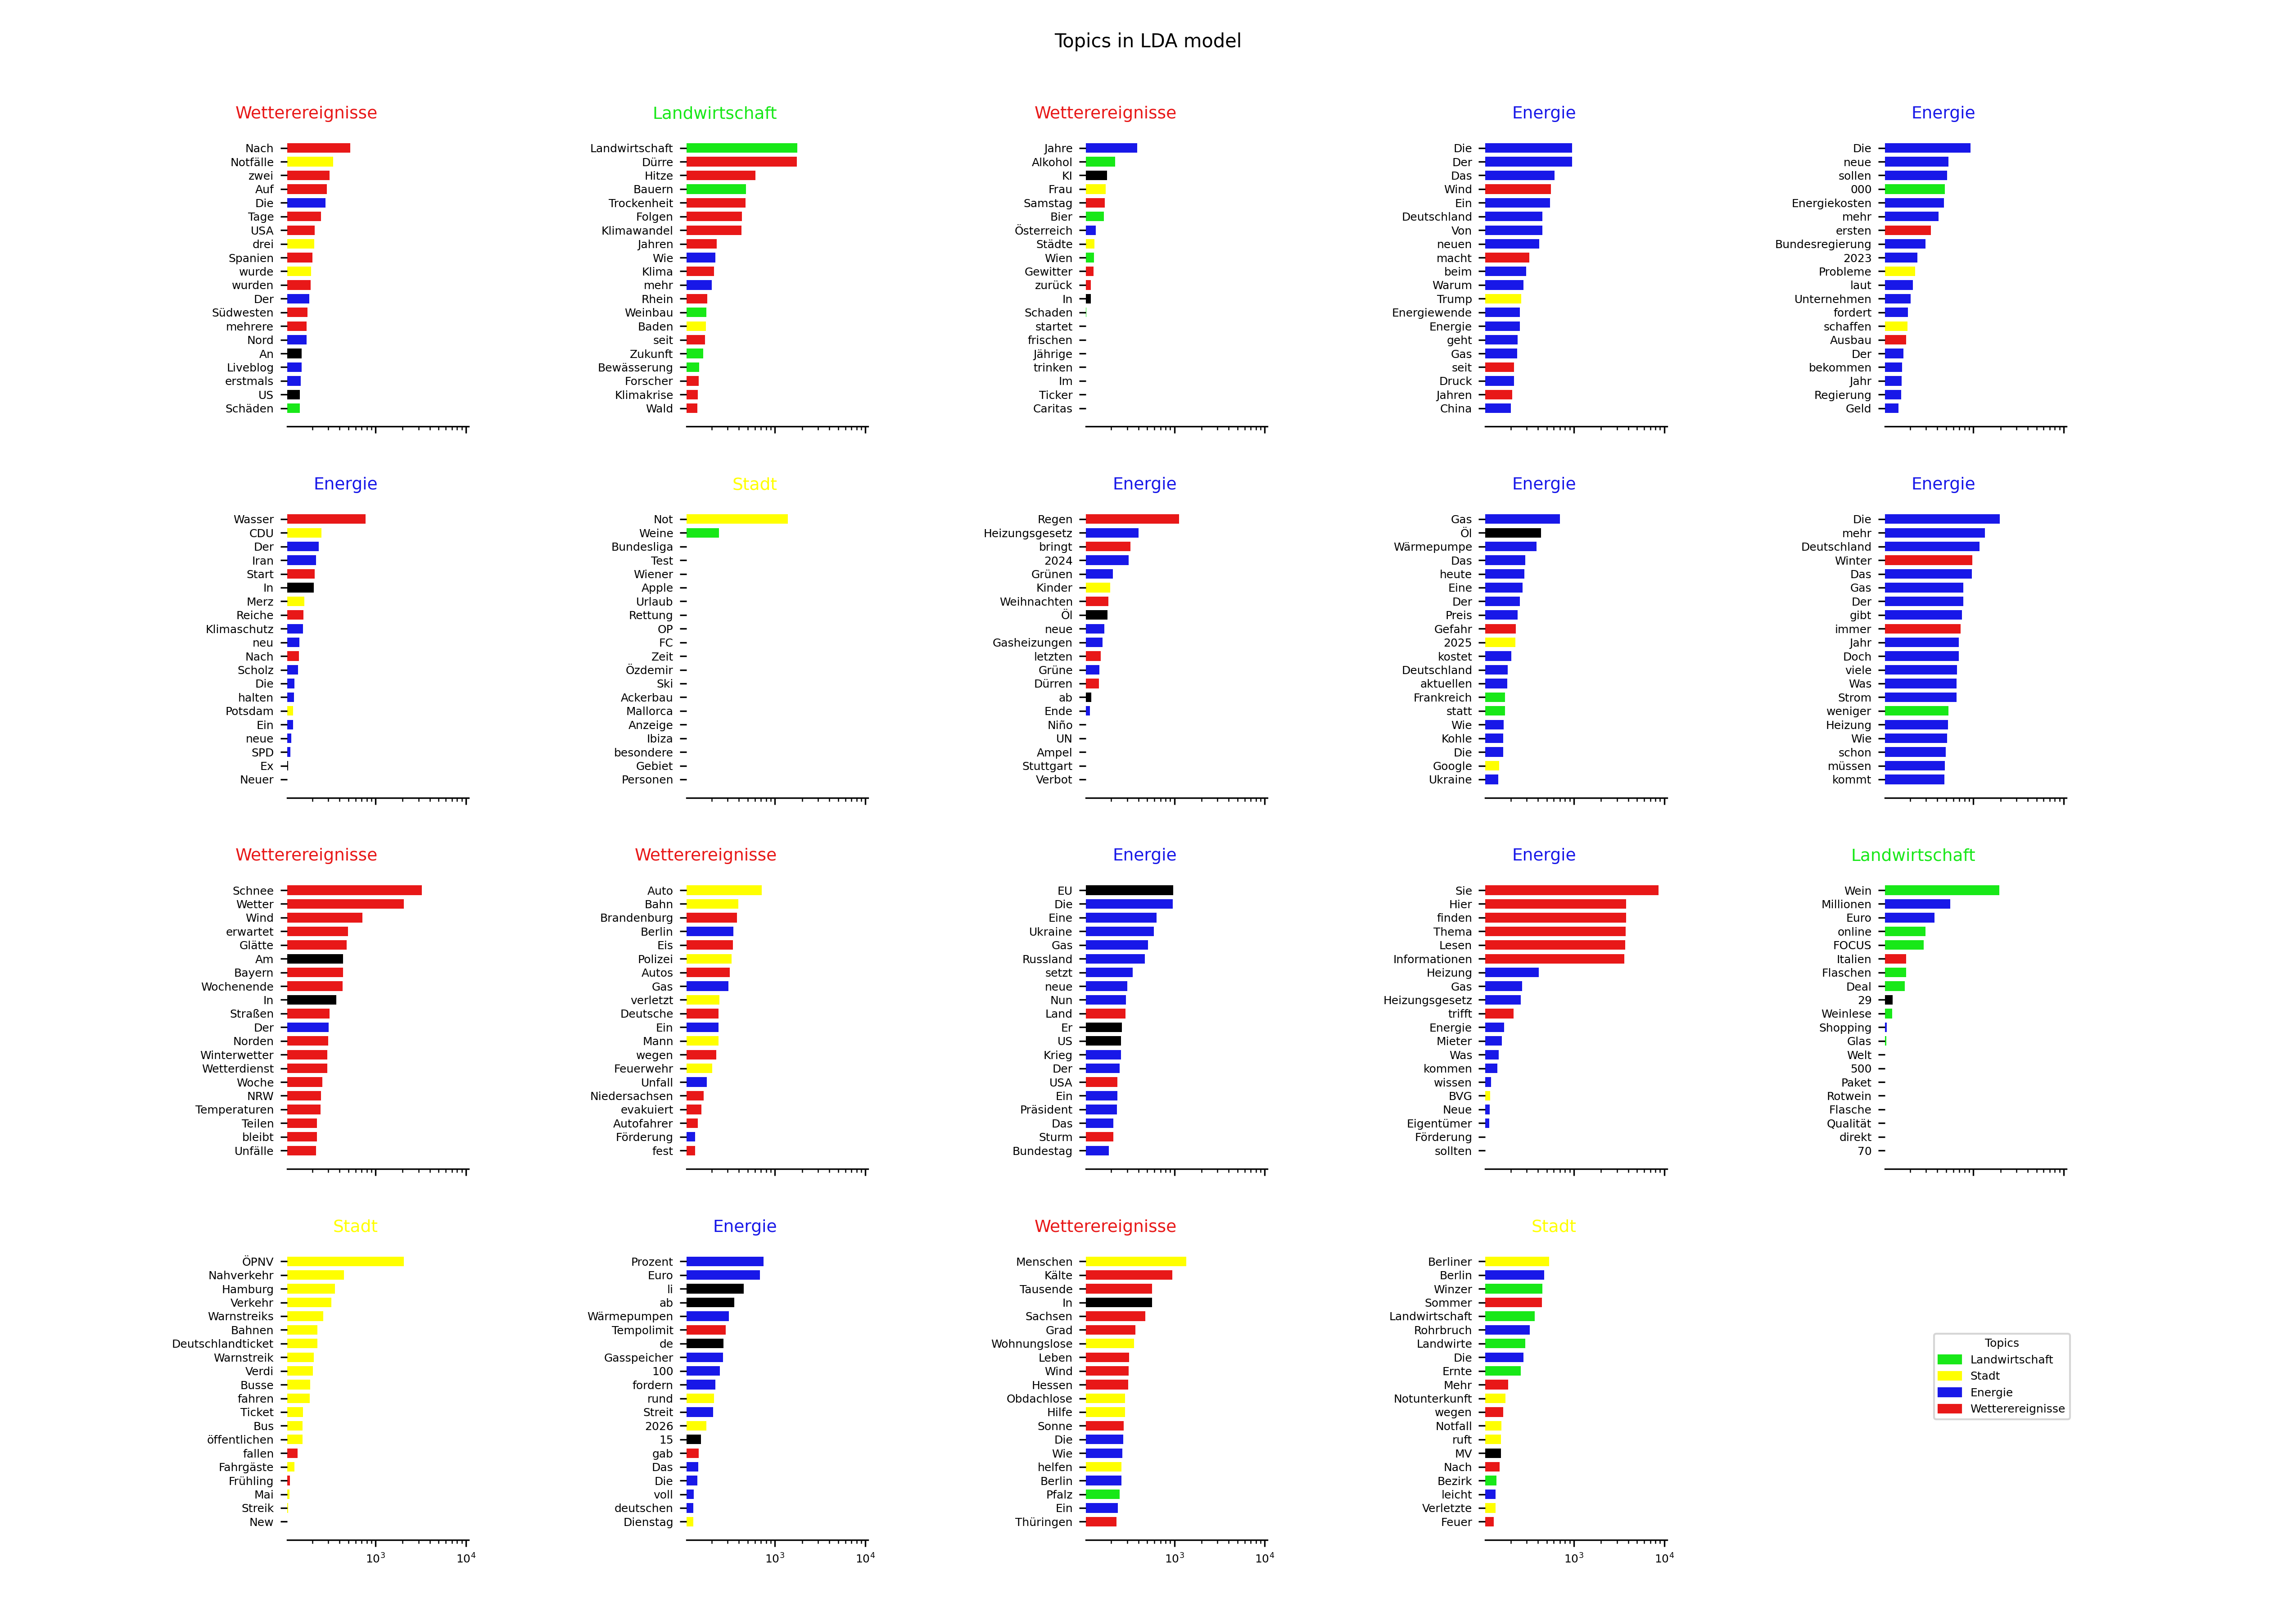 Topics in LDA model
Wetterereignisse
Nach
Notfälle
zwei
Auf
Die
Tage
USA
drei
Spanien
wurde
wurden
Der
Südwesten
mehrere
Nord
An
Liveblog
erstmals
US
Schäden
Landwirtschaft
Landwirtschaft
Dürre
Hitze
Bauern
Trockenheit
Folgen
Klimawandel
Jahren
Wie
Klima
mehr
Rhein
Weinbau
Baden
seit
Zukunft
Bewässerung
Forscher
Klimakrise
Wald
Wetterereignisse
Jahre
Alkohol
KI
Frau
Samstag
Bier
Österreich
Städte
Wien
Gewitter
zurück
In
Schaden
startet
frischen
Jährige
trinken
Im
Ticker
Caritas
Energie
Die
Der
Das
Wind
Ein
Deutschland
Von
neuen
macht
beim
Warum
Trump
Energiewende
Energie
geht
Gas
seit
Druck
Jahren
China
Energie
Die
neue
sollen
000
Energiekosten
mehr
ersten
Bundesregierung
2023
Probleme
laut
Unternehmen
fordert
schaffen
Ausbau
Der
bekommen
Jahr
Regierung
Geld
Energie
Wasser
CDU
Der
Iran
Start
In
Merz
Reiche
Klimaschutz
neu
Nach
Scholz
Die
halten
Potsdam
Ein
neue
SPD
Ex
Neuer
Stadt
Not
Weine
Bundesliga
Test
Wiener
Apple
Urlaub
Rettung
OP
FC
Zeit
Özdemir
Ski
Ackerbau
Mallorca
Anzeige
Ibiza
besondere
Gebiet
Personen
Energie
Regen
Heizungsgesetz
bringt
2024
Grünen
Kinder
Weihnachten
Öl
neue
Gasheizungen
letzten
Grüne
Dürren
ab
Ende
Niño
UN
Ampel
Stuttgart
Verbot
Energie
Gas
Öl
Wärmepumpe
Das
heute
Eine
Der
Preis
Gefahr
2025
kostet
Deutschland
aktuellen
Frankreich
statt
Wie
Kohle
Die
Google
Ukraine
Energie
Die
mehr
Deutschland
Winter
Das
Gas
Der
gibt
immer
Jahr
Doch
viele
Was
Strom
weniger
Heizung
Wie
schon
müssen
kommt
Wetterereignisse
Schnee
Wetter
Wind
erwartet
Glätte
Am
Bayern
Wochenende
In
Straßen
Der
Norden
Winterwetter
Wetterdienst
Woche
NRW
Temperaturen
Teilen
bleibt
Unfälle
Wetterereignisse
Auto
Bahn
Brandenburg
Berlin
Eis
Polizei
Autos
Gas
verletzt
Deutsche
Ein
Mann
wegen
Feuerwehr
Unfall
Niedersachsen
evakuiert
Autofahrer
Förderung
fest
Energie
EU
Die
Eine
Ukraine
Gas
Russland
setzt
neue
Nun
Land
Er
US
Krieg
Der
USA
Ein
Präsident
Das
Sturm
Bundestag
Energie
Sie
Hier
finden
Thema
Lesen
Informationen
Heizung
Gas
Heizungsgesetz
trifft
Energie
Mieter
Was
kommen
wissen
BVG
Neue
Eigentümer
Förderung
sollten
Landwirtschaft
Wein
Millionen
Euro
online
FOCUS
Italien
Flaschen
Deal
29
Weinlese
Shopping
Glas
Welt
500
Paket
Rotwein
Flasche
Qualität
direkt
70
Stadt
ÖPNV
Nahverkehr
Hamburg
Verkehr
Warnstreiks
Bahnen
Deutschlandticket
Warnstreik
Verdi
Busse
fahren
Ticket
Bus
öffentlichen
fallen
Fahrgäste
Frühling
Mai
Streik
New
10³ 10⁴
Energie
Prozent
Euro
li
ab
Wärmepumpen
Tempolimit
de
Gasspeicher
100
fordern
rund
Streit
2026
15
gab
Das
Die
voll
deutschen
Dienstag
10³ 10⁴
Wetterereignisse
Menschen
Kälte
Tausende
In
Sachsen
Grad
Wohnungslose
Leben
Wind
Hessen
Obdachlose
Hilfe
Sonne
Die
Wie
helfen
Berlin
Pfalz
Ein
Thüringen
10³ 10⁴
Stadt
Berliner
Berlin
Winzer
Sommer
Landwirtschaft
Rohrbruch
Landwirte
Die
Ernte
Mehr
Notunterkunft
wegen
Notfall
ruft
MV
Nach
Bezirk
leicht
Verletzte
Feuer
10³ 10⁴
Topics
Landwirtschaft
Stadt
Energie
Wetterereignisse